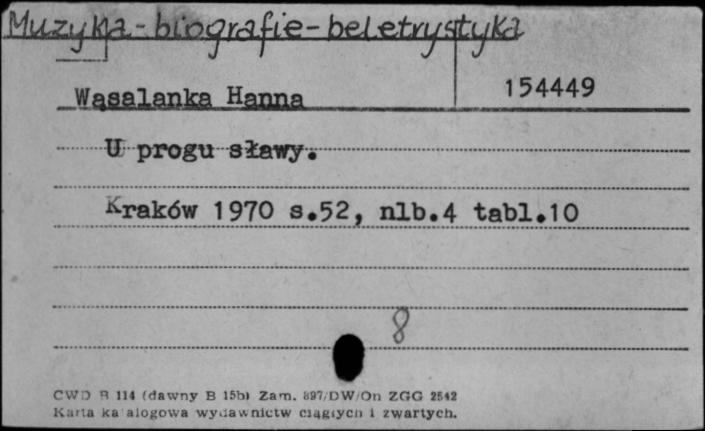 Muzyka - biografie - beletrystyka
154449
Wąsalanka Hanna
U progu sławy.
Kraków 1970 s.52, nlb.4 tabl.10
8
CWD B 114 (dawny B 15b) Zam. 897/DW/On ZGG 2542
Karta katalogowa wydawnictw ciągłych i zwartych.